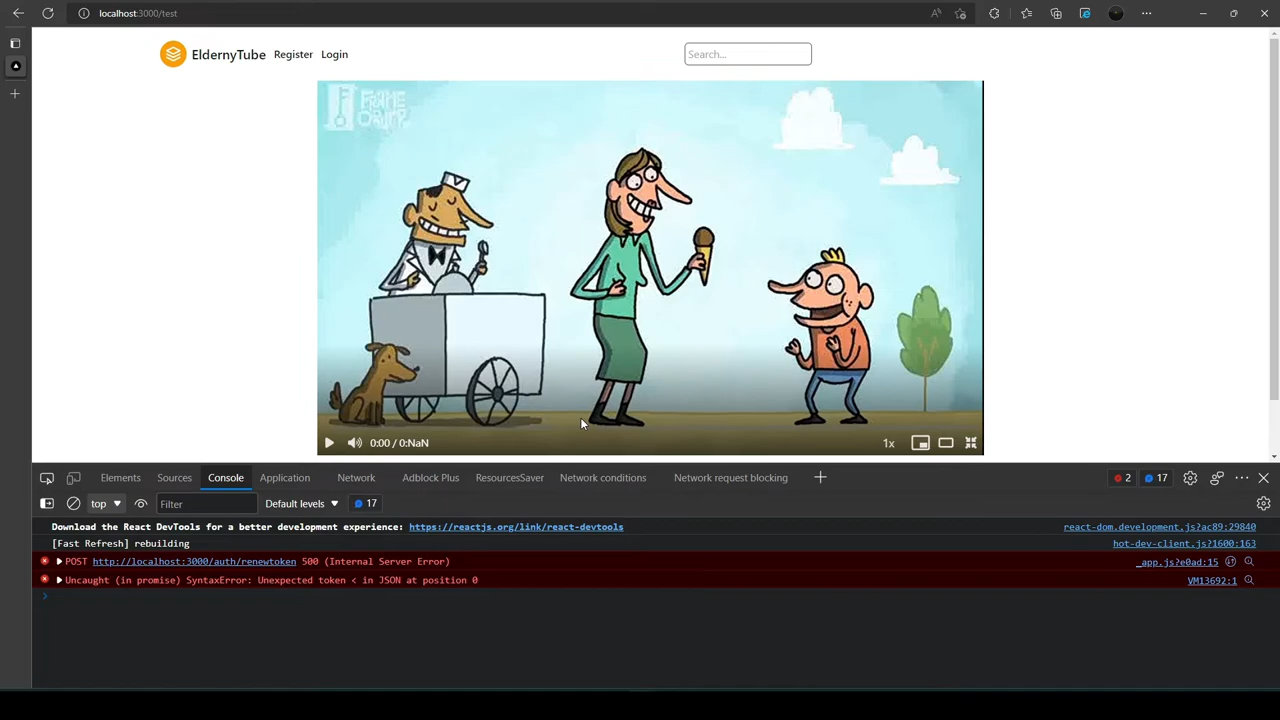 localhost:3000/test
EldernyTube Register Login Search...
FRAME
ORDER
0:00 / 0:NaN 1x
Elements Sources Console Application Network Adblock Plus ResourcesSaver Network conditions Network request blocking 2 17
top Filter Default levels 17
Download the React DevTools for a better development experience: https://reactjs.org/link/react-devtools react-dom.development.js?ac89:29840
[Fast Refresh] rebuilding hot-dev-client.js?1600:163
POST http://localhost:3000/auth/renewtoken 500 (Internal Server Error) _app.js?e0ad:15
Uncaught (in promise) SyntaxError: Unexpected token < in JSON at position 0 VM13692:1